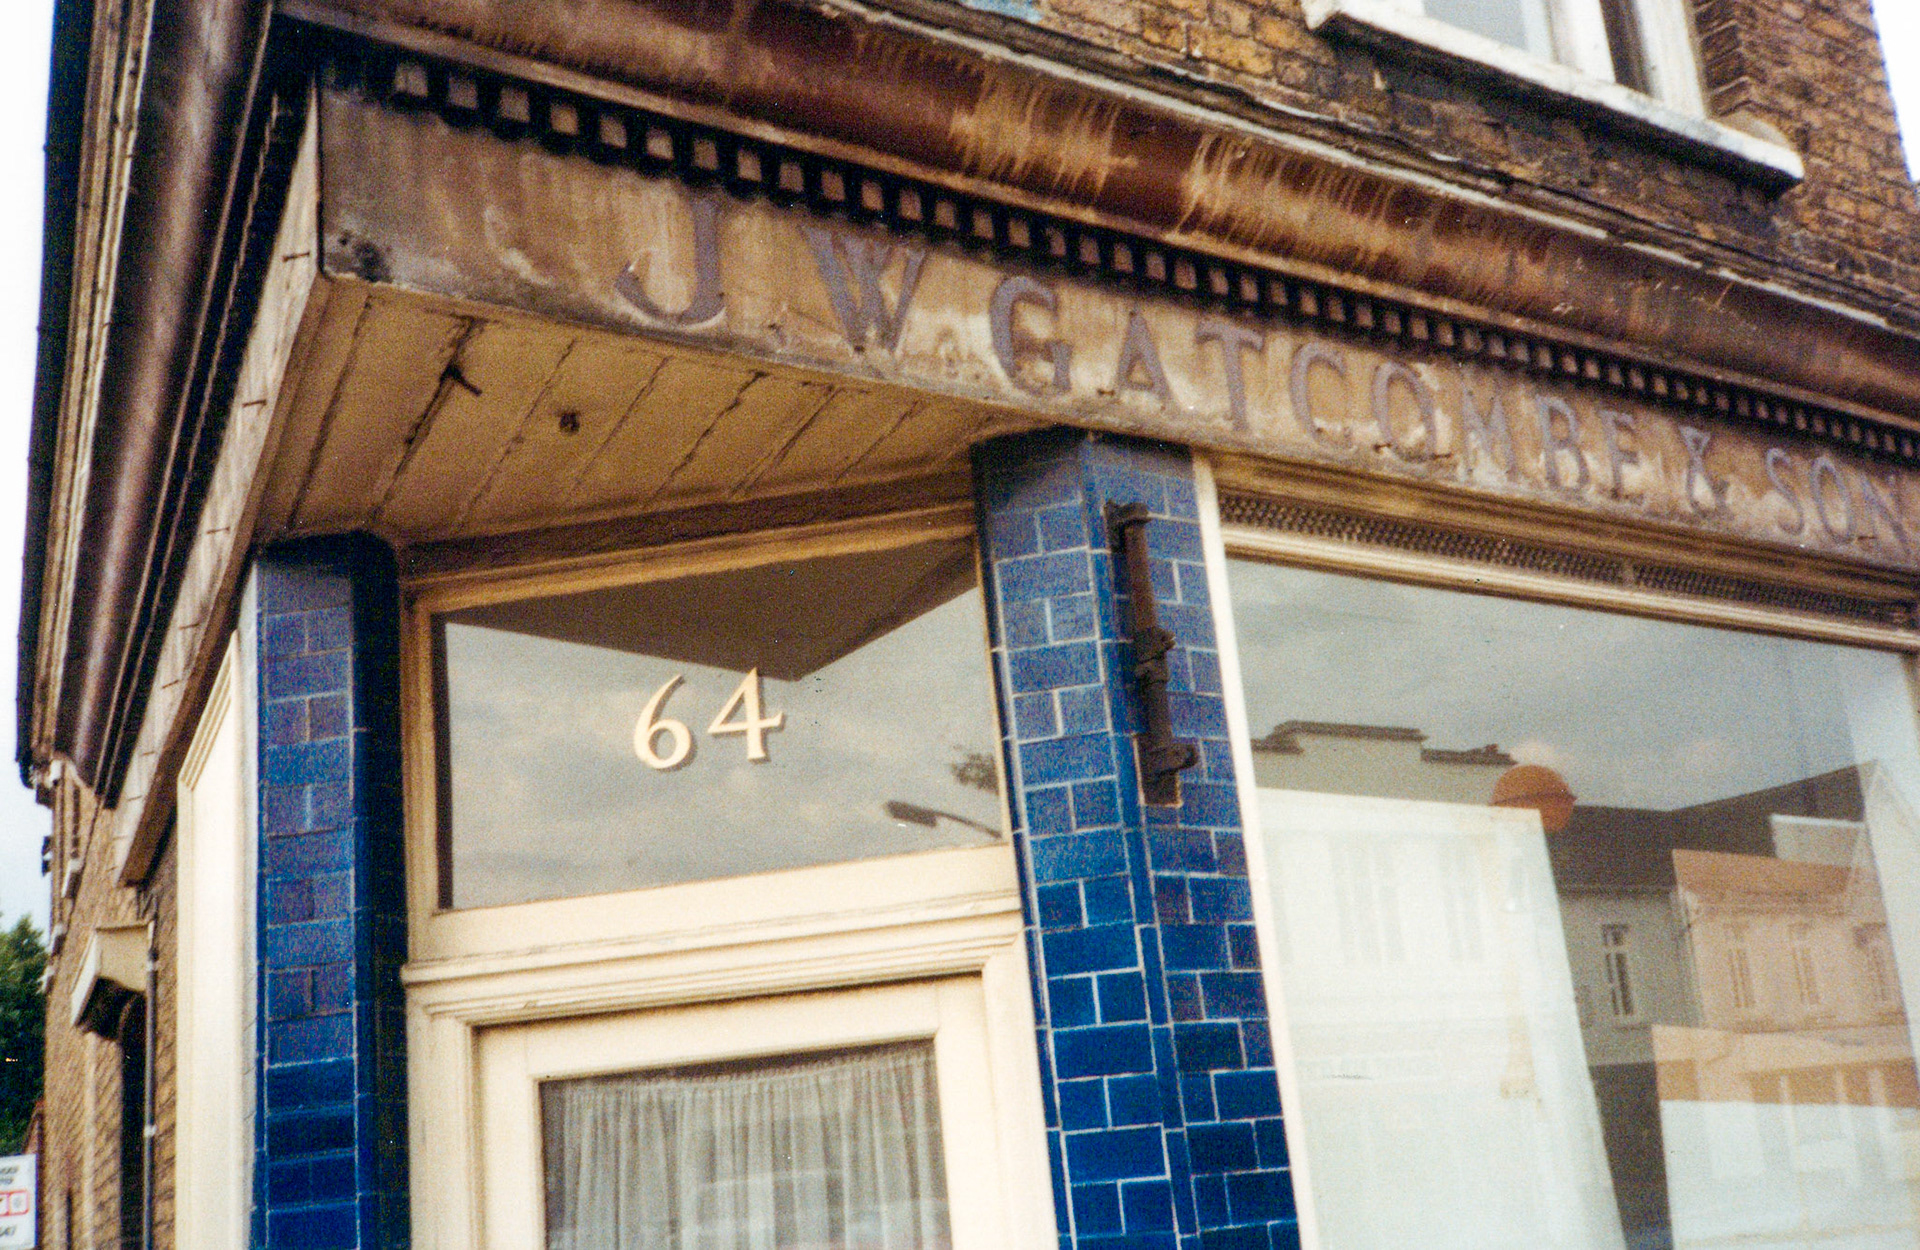 J W GATCOMBE & SON
64